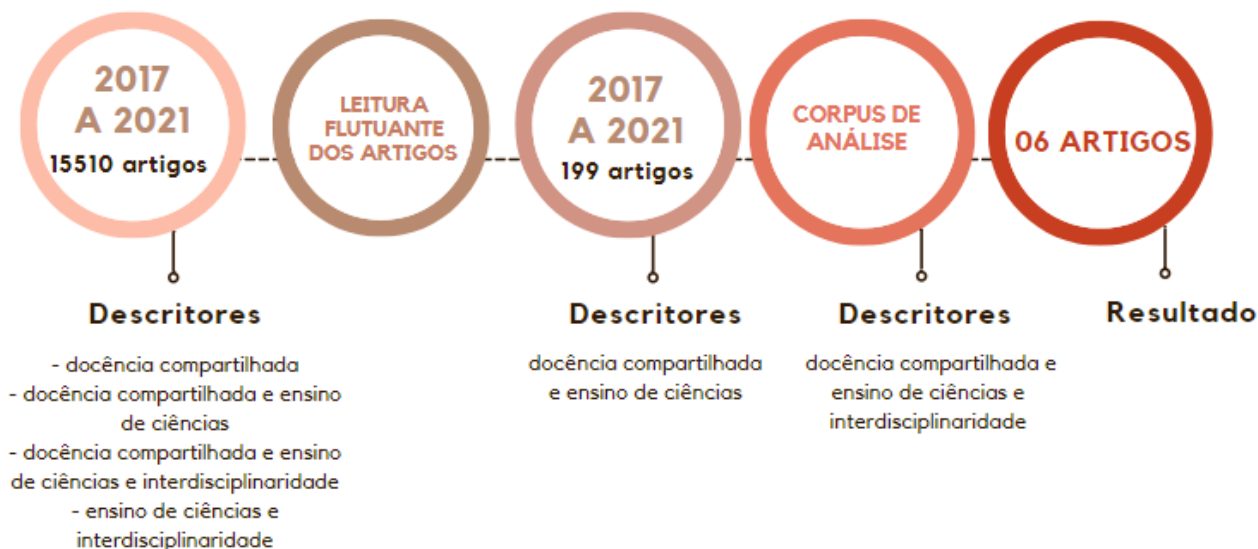 2017
A 2021
15510 artigos
LEITURA
FLUTUANTE
DOS ARTIGOS
2017
A 2021
199 artigos
CORPUS DE
ANÁLISE
06 ARTIGOS
Descritores
- docência compartilhada
- docência compartilhada e ensino
de ciências
- docência compartilhada e ensino
de ciências e interdisciplinaridade
- ensino de ciências e
interdisciplinaridade
Descritores
docência compartilhada
e ensino de ciências
Descritores
docência compartilhada e
ensino de ciências e
interdisciplinaridade
Resultado